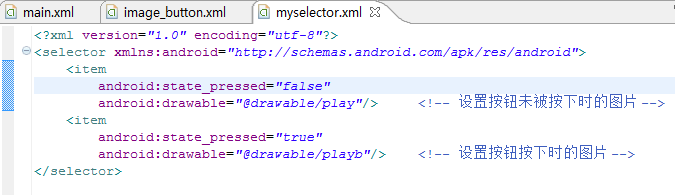 main.xml image_button.xml myselector.xml
<?xml version="1.0" encoding="utf-8"?>
<selector xmlns:android="http://schemas.android.com/apk/res/android">
<item
android:state_pressed="false"
android:drawable="@drawable/play"/> <!-- 设置按钮未被按下时的图片 -->
<item
android:state_pressed="true"
android:drawable="@drawable/playb"/> <!-- 设置按钮按下时的图片 -->
</selector>